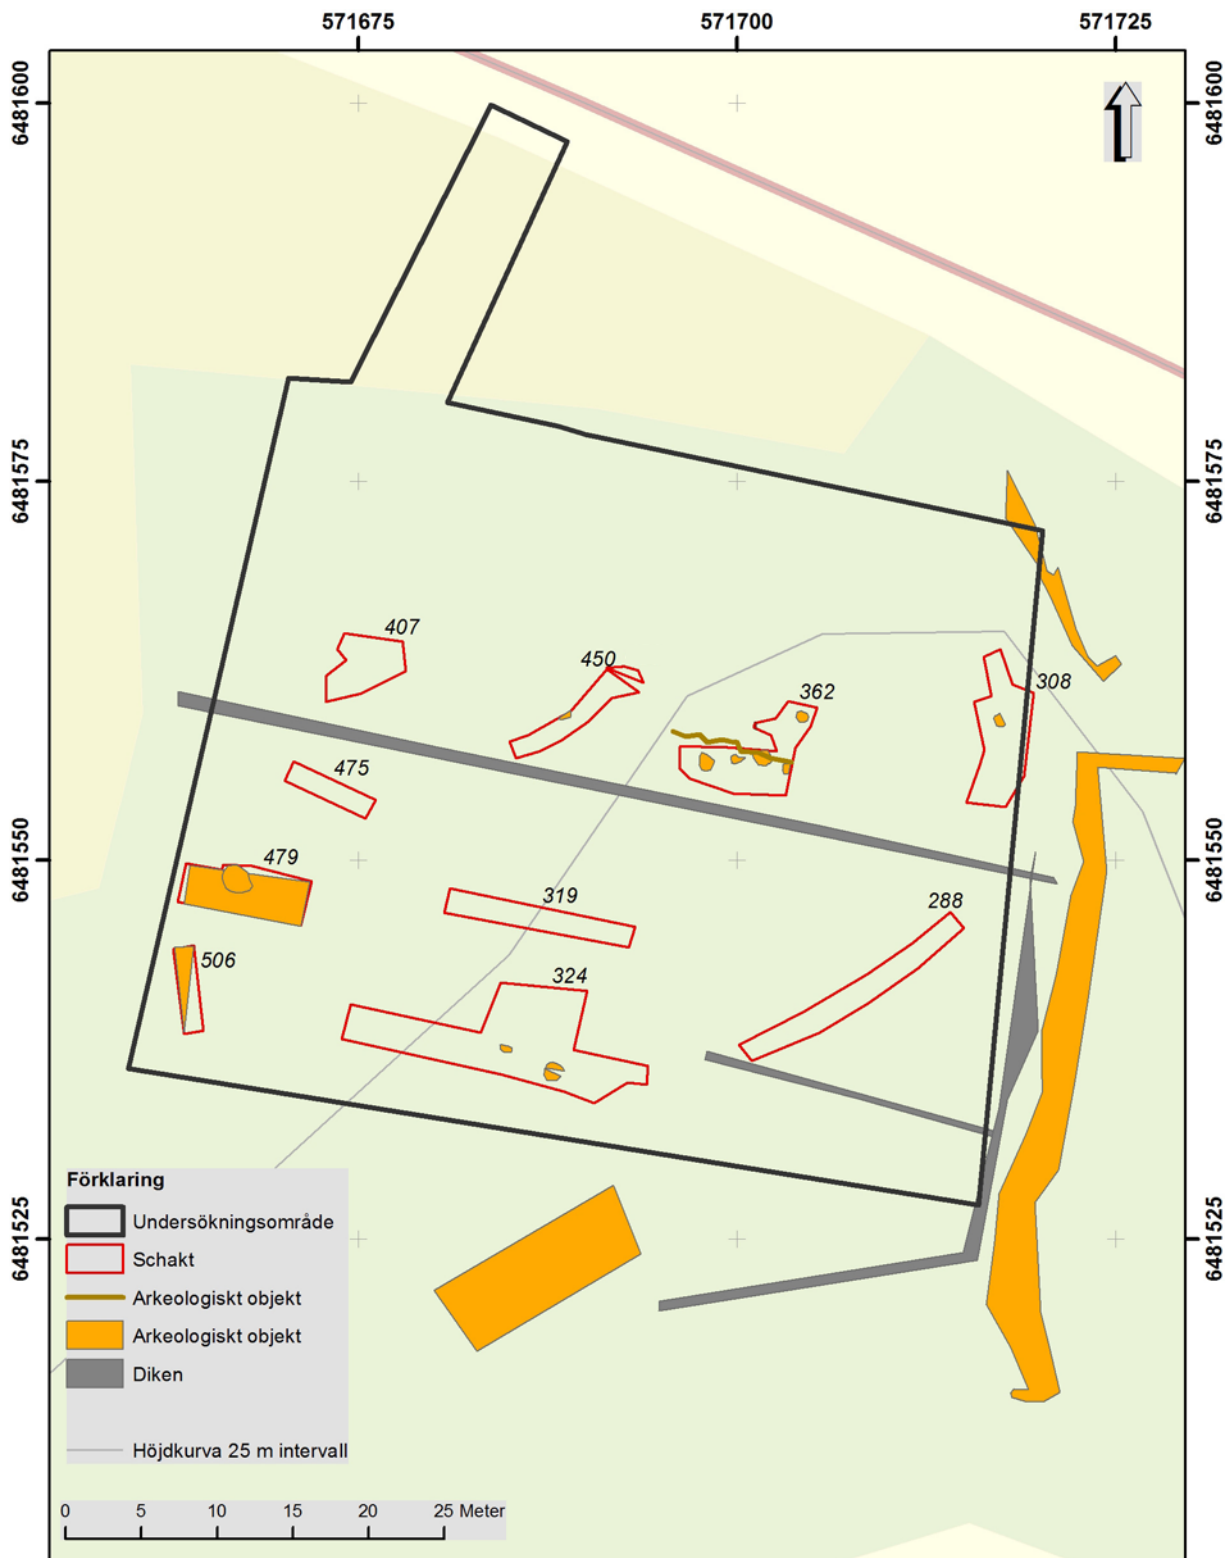 571675 571700 571725
6481600 6481600
6481575 6481575
407
450
362
308
475
479
6481550 6481550
319
288
506
324
6481525 6481525
Förklaring
Undersökningsområde
Schakt
Arkeologiskt objekt
Arkeologiskt objekt
Diken
Höjdkurva 25 m intervall
0 5 10 15 20 25 Meter